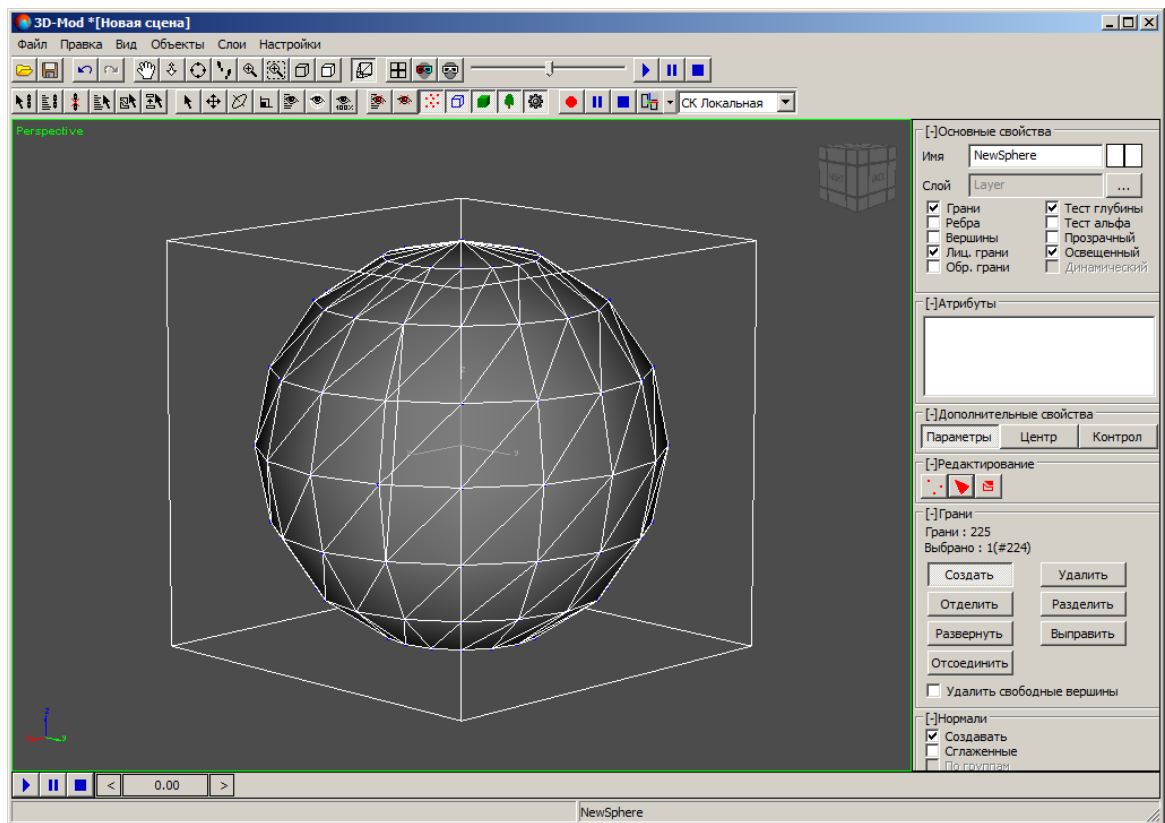 3D-Mod *[Новая сцена]
Файл Правка Вид Объекты Слои Настройки
100%
СК Локальная
Perspective
[-]Основные свойства
Имя NewSphere
Слой Layer ...
Грани Тест глубины
Ребра Тест альфа
Вершины Прозрачный
Лиц. грани Освещенный
Обр. грани Динамический
[-]Атрибуты
[-]Дополнительные свойства
Параметры Центр Контрол
[-]Редактирование
[-]Грани
Грани : 225
Выбрано : 1(#224)
Создать Удалить
Отделить Разделить
Развернуть Выправить
Отсоединить
Удалить свободные вершины
[-]Нормали
Создавать
Сглаженные
По группам
z
y
z
y
< 0.00 >
NewSphere